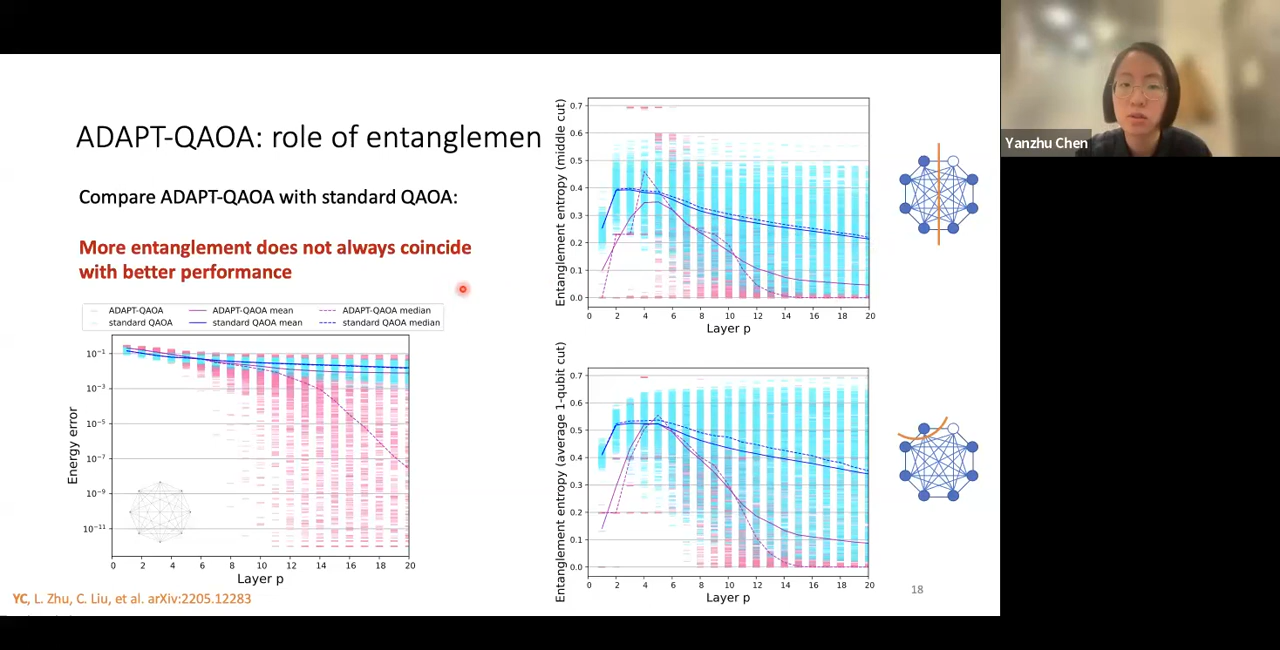 ADAPT-QAOA: role of entanglemen
Compare ADAPT-QAOA with standard QAOA:
More entanglement does not always coincide
with better performance
ADAPT-QAOA
ADAPT-QAOA mean
ADAPT-QAOA median
standard QAOA
standard QAOA mean
standard QAOA median
Energy error
10⁻¹
10⁻³
10⁻⁵
10⁻⁷
10⁻⁹
10⁻¹¹
0 2 4 6 8 10 12 14 16 18 20
Layer p
YC, L. Zhu, C. Liu, et al. arXiv:2205.12283
Entanglement entropy (middle cut)
0.7
0.6
0.5
0.4
0.3
0.2
0.1
0.0
0 2 4 6 8 10 12 14 16 18 20
Layer p
Entanglement entropy (average 1-qubit cut)
0.7
0.6
0.5
0.4
0.3
0.2
0.1
0.0
0 2 4 6 8 10 12 14 16 18 20
Layer p
18
Yanzhu Chen